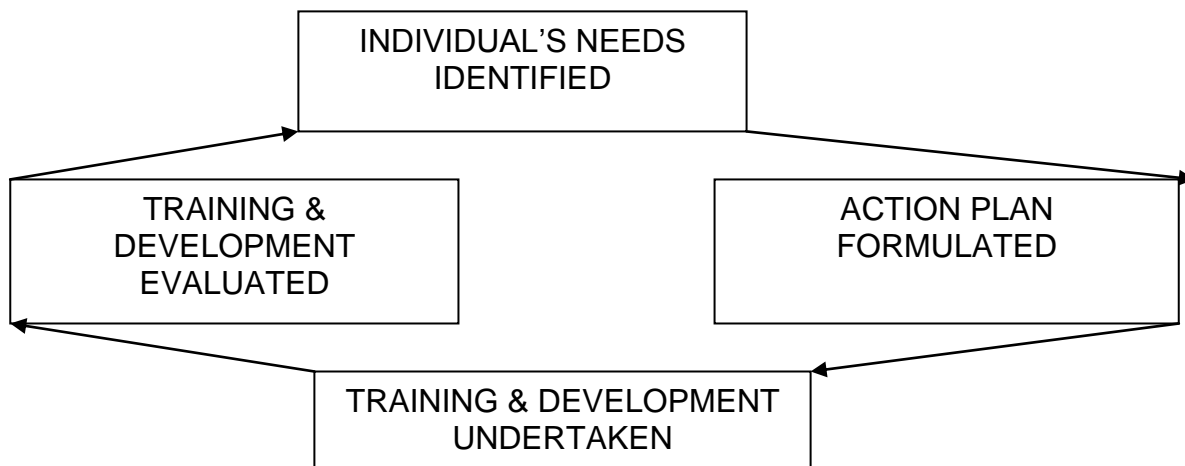 INDIVIDUAL’S NEEDS
IDENTIFIED
TRAINING &
DEVELOPMENT
EVALUATED
ACTION PLAN
FORMULATED
TRAINING & DEVELOPMENT
UNDERTAKEN